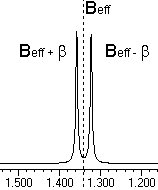 Beff
Beff + β Beff - β
1.500 1.400 1.300 1.200